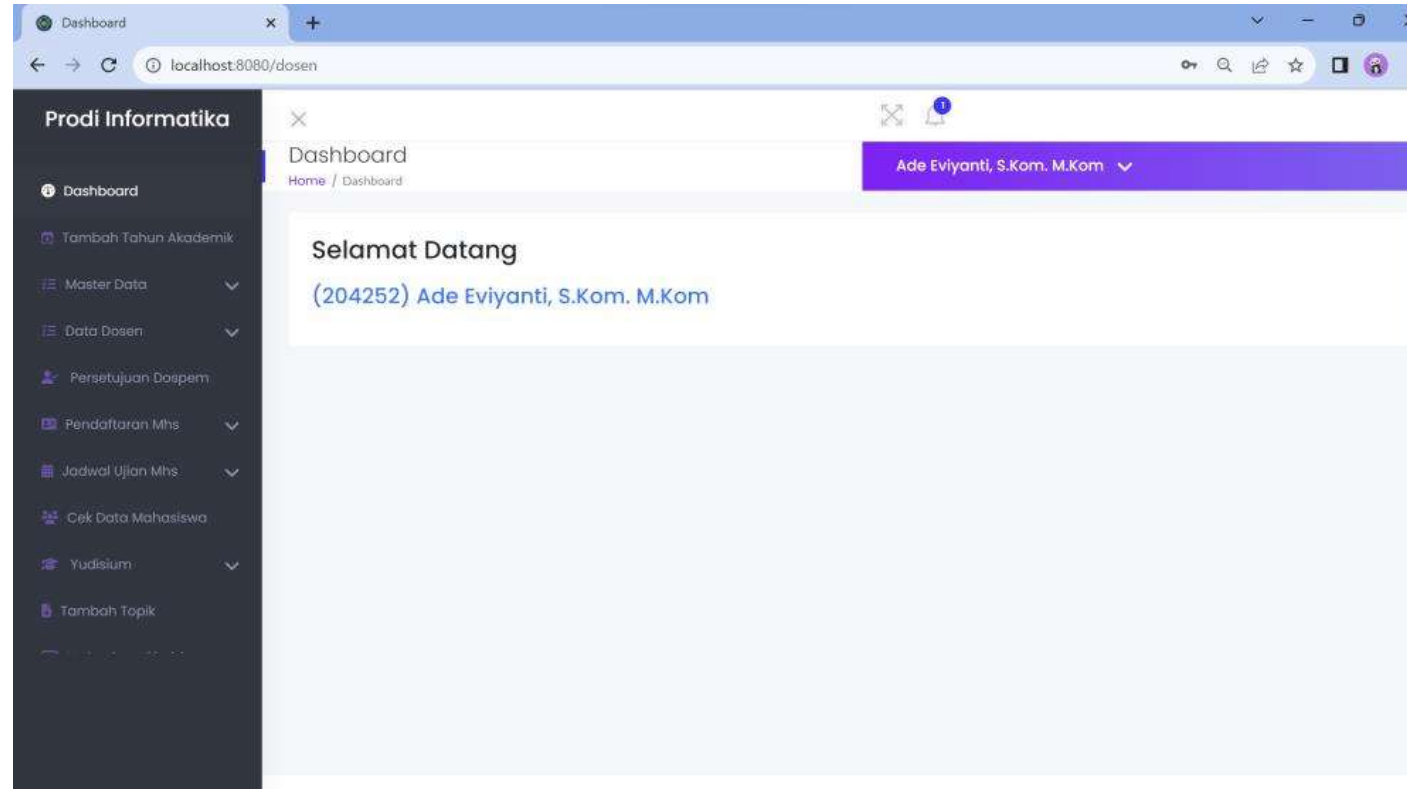 Dashboard
localhost:8080/dosen
Prodi Informatika
1
Dashboard
Home / Dashboard
Ade Eviyanti, S.Kom. M.Kom
Dashboard
Tambah Tahun Akademik
Master Data
Data Dosen
Persetujuan Dospem
Pendaftaran Mhs
Jadwal Ujian Mhs
Cek Data Mahasiswa
Yudisium
Tambah Topik
Selamat Datang
(204252) Ade Eviyanti, S.Kom. M.Kom